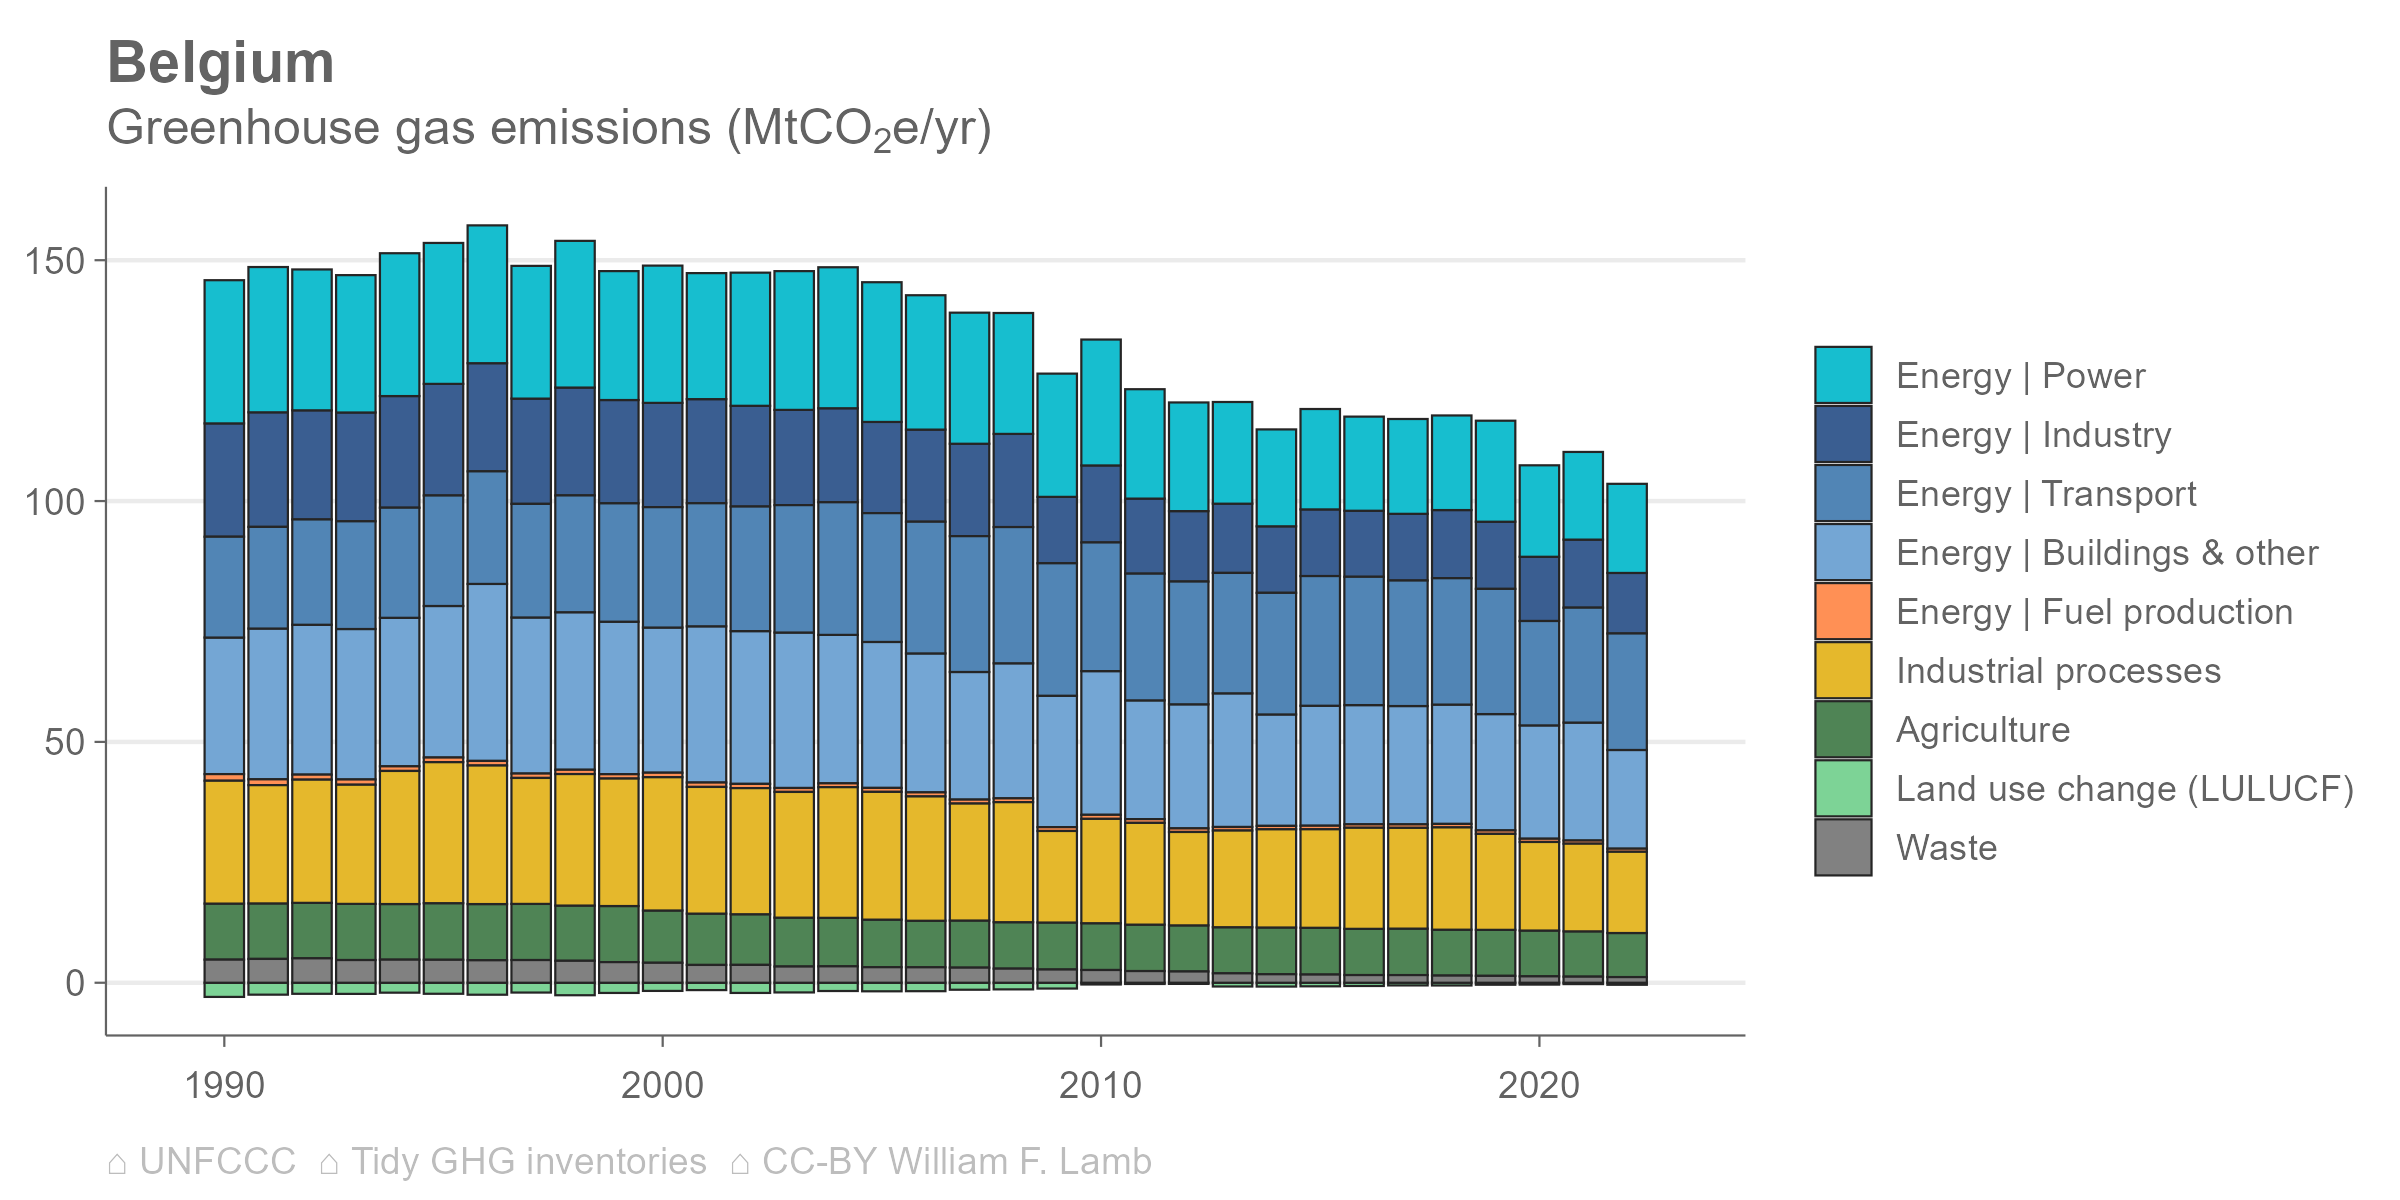 Belgium
Greenhouse gas emissions (MtCO₂e/yr)
150
100
50
0
1990 2000 2010 2020
Energy | Power
Energy | Industry
Energy | Transport
Energy | Buildings & other
Energy | Fuel production
Industrial processes
Agriculture
Land use change (LULUCF)
Waste
⌂ UNFCCC ⌂ Tidy GHG inventories ⌂ CC-BY William F. Lamb